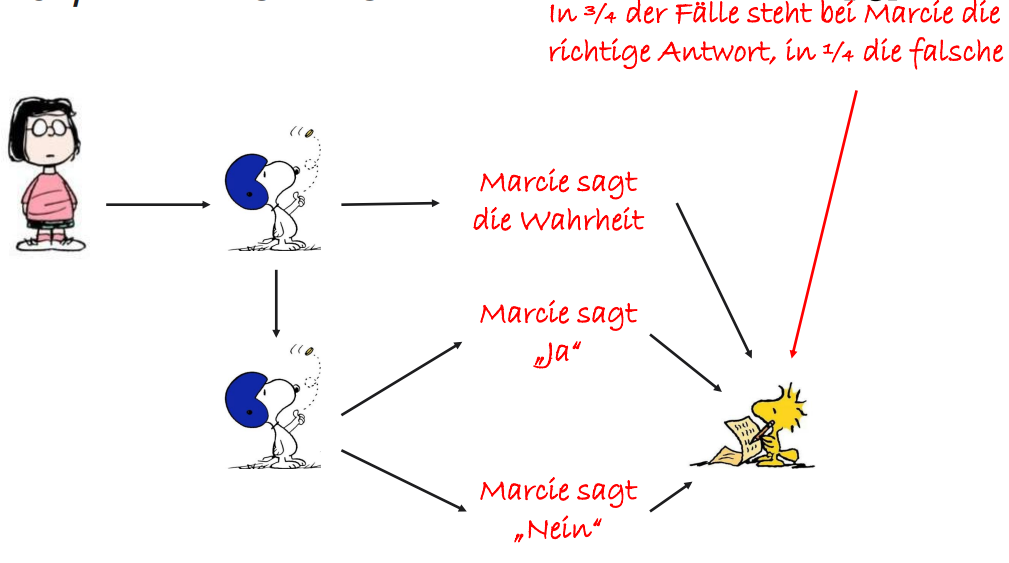 In ¾ der Fälle steht bei Marcie die
richtige Antwort, in ¼ die falsche
Marcie sagt
die Wahrheit
Marcie sagt
„Ja“
Marcie sagt
„Nein“